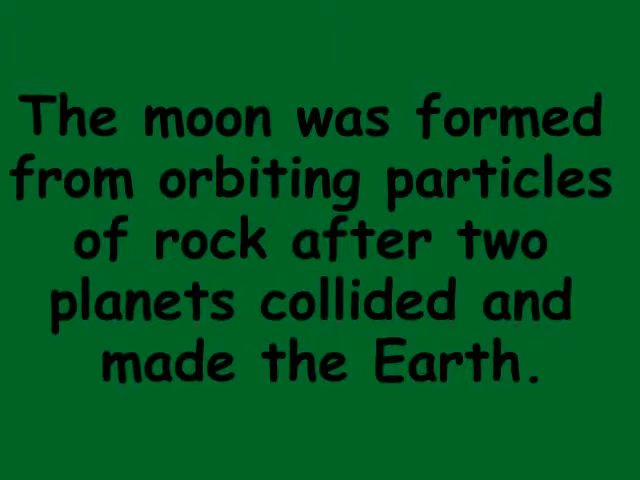 The moon was formed
from orbiting particles
of rock after two
planets collided and
made the Earth.